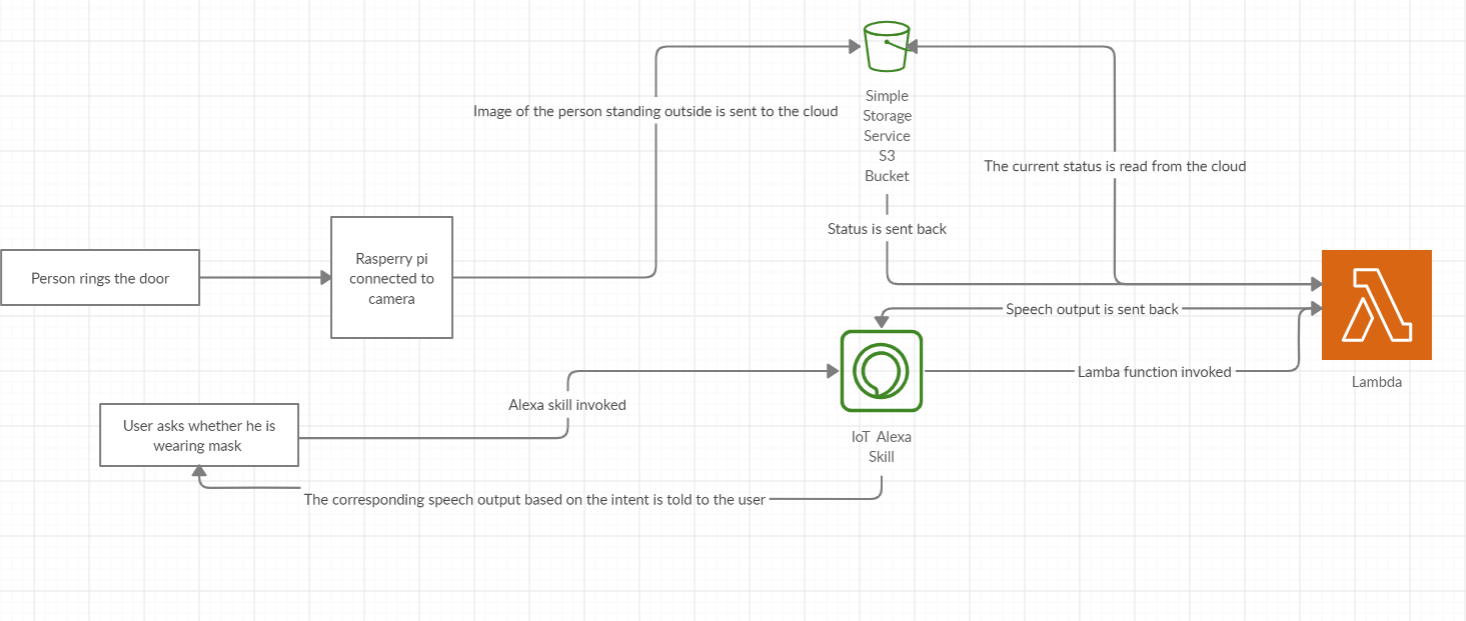 Simple
Storage
Service
S3
Bucket
Image of the person standing outside is sent to the cloud
The current status is read from the cloud
Status is sent back
Person rings the door
Rasperry pi
connected to
camera
Speech output is sent back
Lamba function invoked
Lambda
Alexa skill invoked
User asks whether he is
wearing mask
IoT Alexa
Skill
The corresponding speech output based on the intent is told to the user